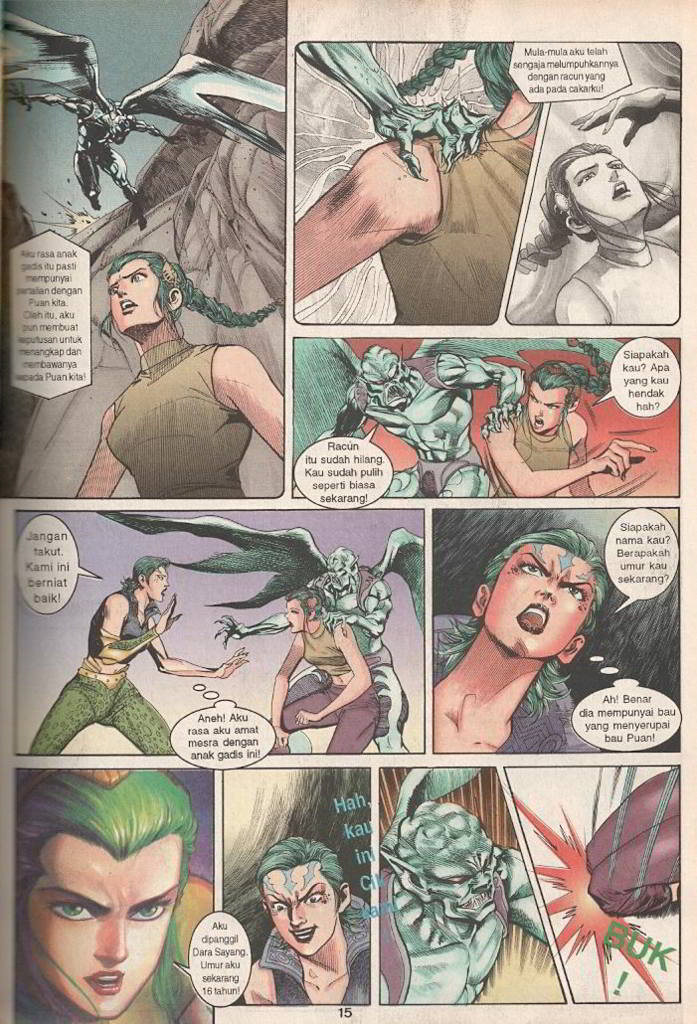 Aku rasa anak
gadis itu pasti
mempunyai
pertalian dengan
Puan kita.
Oleh itu, aku
pun membuat
keputusan untuk
menangkap dan
membawanya
kepada Puan kita!
Mula-mula aku telah
sengaja melumpuhkannya
dengan racun yang
ada pada cakarku!
Racun
itu sudah hilang.
Kau sudah pulih
seperti biasa
sekarang!
Siapakah
kau? Apa
yang kau
hendak
hah?
Jangan
takut.
Kami ini
berniat
baik!
Aneh! Aku
rasa aku amat
mesra dengan
anak gadis ini!
Siapakah
nama kau?
Berapakah
umur kau
sekarang?
Ah! Benar
dia mempunyai bau
yang menyerupai
bau Puan!
Aku
dipanggil
Dara Sayang.
Umur aku
sekarang
16 tahun!
Hah,
kau
ini
BUK
!
15